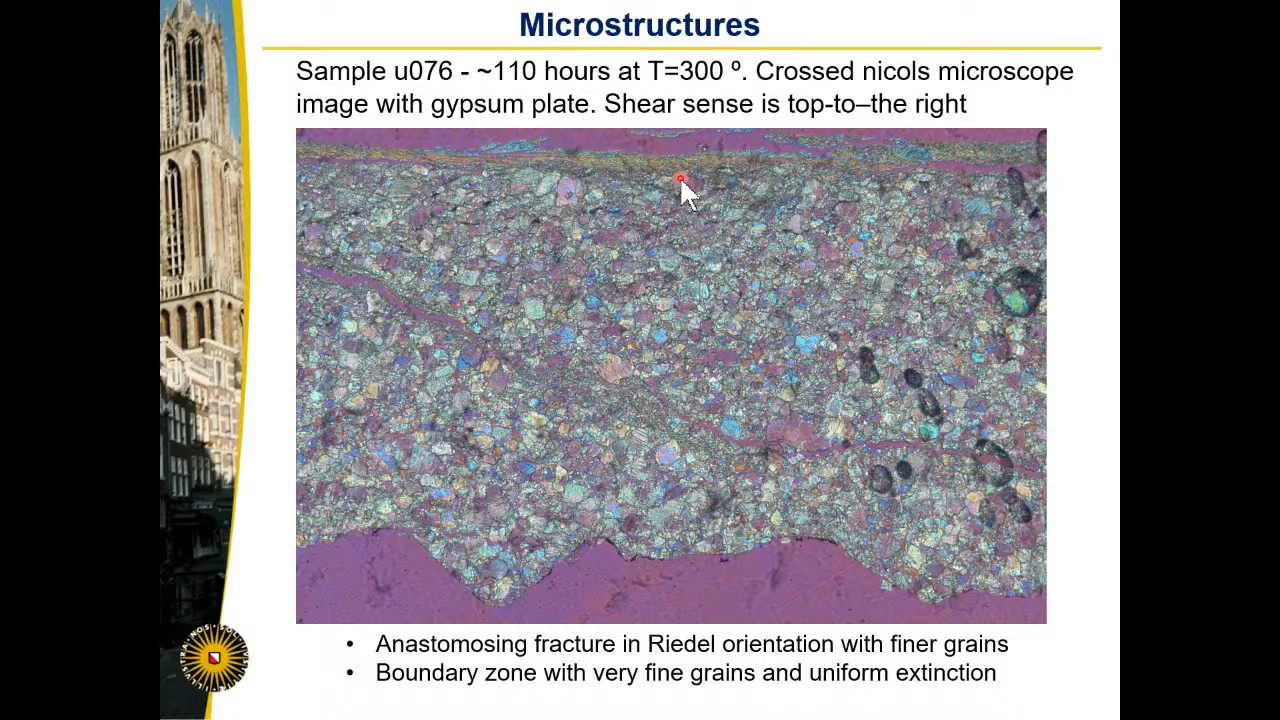 Microstructures
Sample u076 - ~110 hours at T=300 º. Crossed nicols microscope
image with gypsum plate. Shear sense is top-to–the right
• Anastomosing fracture in Riedel orientation with finer grains
• Boundary zone with very fine grains and uniform extinction